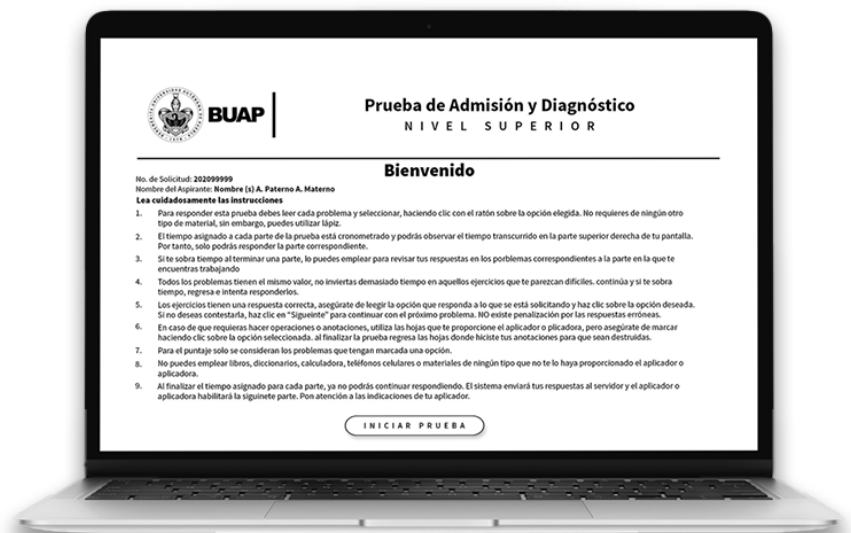 BUAP
Prueba de Admisión y Diagnóstico
NIVEL SUPERIOR
Bienvenido
No. de Solicitud: 202099999
Nombre del Aspirante: Nombre (s) A. Paterno A. Materno
Lea cuidadosamente las instrucciones
1. Para responder esta prueba debes leer cada problema y seleccionar, haciendo clic con el ratón sobre la opción elegida. No requieres de ningún otro
tipo de material, sin embargo, puedes utilizar lápiz.
2. El tiempo asignado a cada parte de la prueba está cronometrado y podrás observar el tiempo transcurrido en la parte superior derecha de tu pantalla.
Por tanto, solo podrás responder la parte correspondiente.
3. Si te sobra tiempo al terminar una parte, lo puedes emplear para revisar tus respuestas en los porblemas correspondientes a la parte en la que te
encuentras trabajando
4. Todos los problemas tienen el mismo valor, no inviertas demasiado tiempo en aquellos ejercicios que te parezcan difíciles. continúa y si te sobra
tiempo, regresa e intenta responderlos.
5. Los ejercicios tienen una respuesta correcta, asegúrate de leegir la opción que responda a lo que se está solicitando y haz clic sobre la opción deseada.
Si no deseas contestarla, haz clic en "Sigueinte" para continuar con el próximo problema. NO existe penalización por las respuestas erróneas.
6. En caso de que requieras hacer operaciones o anotaciones, utiliza las hojas que te proporcione el aplicador o plicadora, pero asegúrate de marcar
haciendo clic sobre la opción seleccionada. al finalizar la prueba regresa las hojas donde hiciste tus anotaciones para que sean destruidas.
7. Para el puntaje solo se consideran los problemas que tengan marcada una opción.
8. No puedes emplear libros, diccionarios, calculadora, teléfonos celulares o materiales de ningún tipo que no te lo haya proporcionado el aplicador o
aplicadora.
9. Al finalizar el tiempo asignado para cada parte, ya no podrás continuar respondiendo. El sistema enviará tus respuestas al servidor y el aplicador o
aplicadora habilitará la siguinete parte. Pon atención a las indicaciones de tu aplicador.
INICIAR PRUEBA